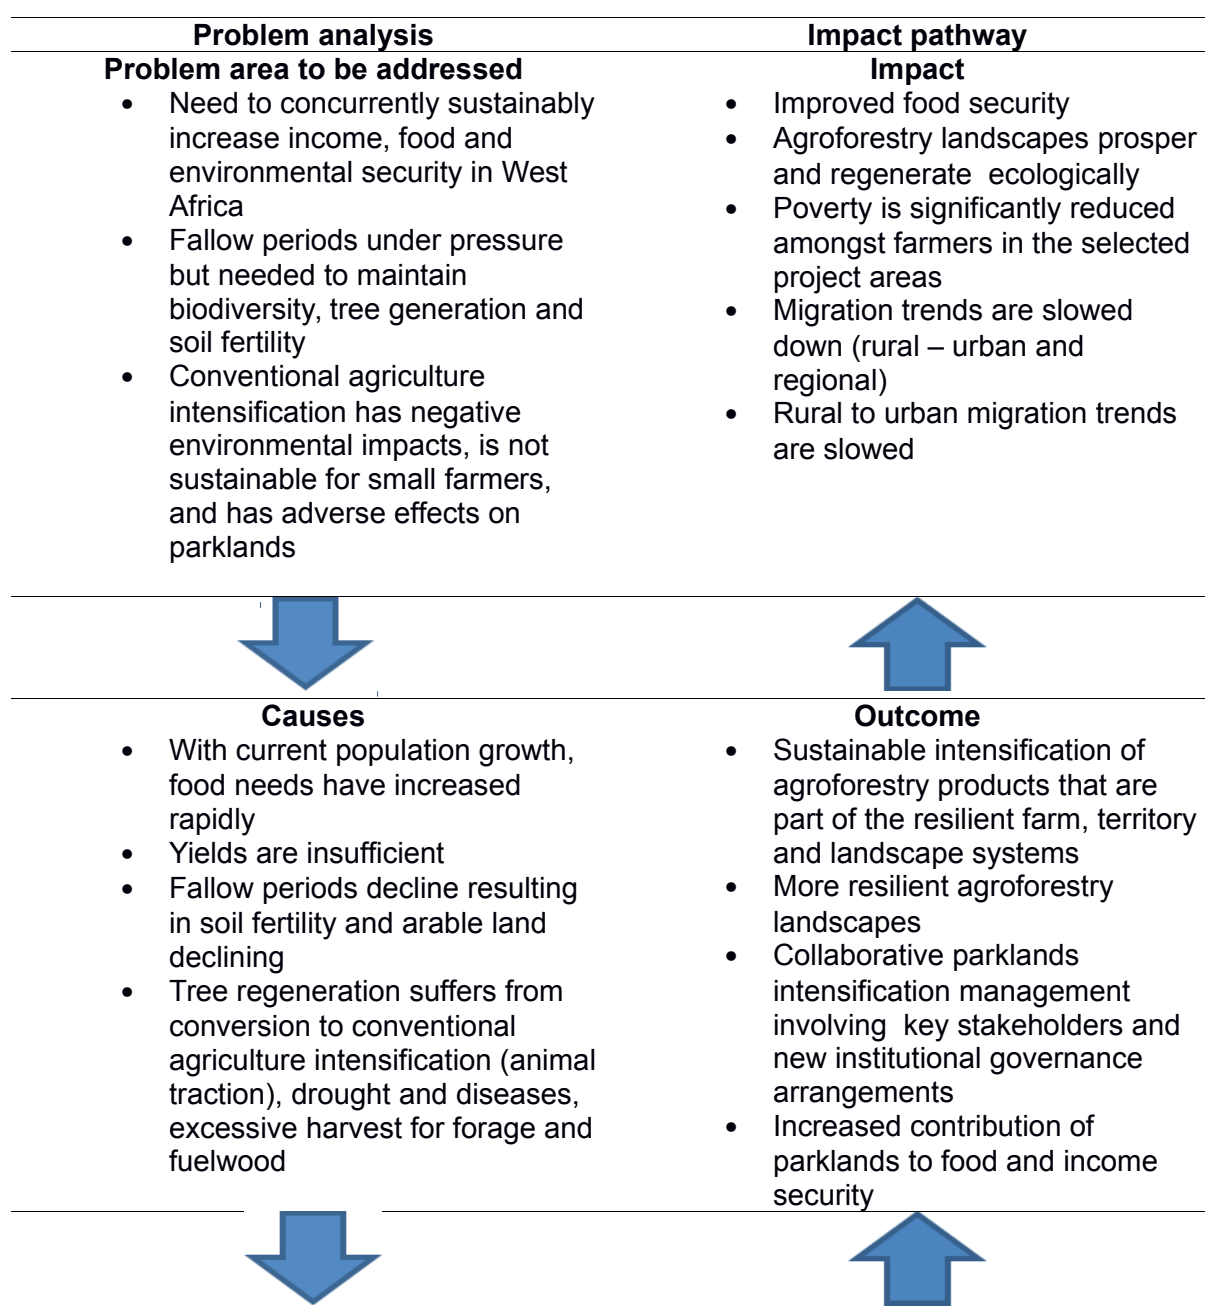 Problem analysis
Impact pathway
Problem area to be addressed
• Need to concurrently sustainably
increase income, food and
environmental security in West
Africa
• Fallow periods under pressure
but needed to maintain
biodiversity, tree generation and
soil fertility
• Conventional agriculture
intensification has negative
environmental impacts, is not
sustainable for small farmers,
and has adverse effects on
parklands
Impact
• Improved food security
• Agroforestry landscapes prosper
and regenerate ecologically
• Poverty is significantly reduced
amongst farmers in the selected
project areas
• Migration trends are slowed
down (rural – urban and
regional)
• Rural to urban migration trends
are slowed
Causes
• With current population growth,
food needs have increased
rapidly
• Yields are insufficient
• Fallow periods decline resulting
in soil fertility and arable land
declining
• Tree regeneration suffers from
conversion to conventional
agriculture intensification (animal
traction), drought and diseases,
excessive harvest for forage and
fuelwood
Outcome
• Sustainable intensification of
agroforestry products that are
part of the resilient farm, territory
and landscape systems
• More resilient agroforestry
landscapes
• Collaborative parklands
intensification management
involving key stakeholders and
new institutional governance
arrangements
• Increased contribution of
parklands to food and income
security